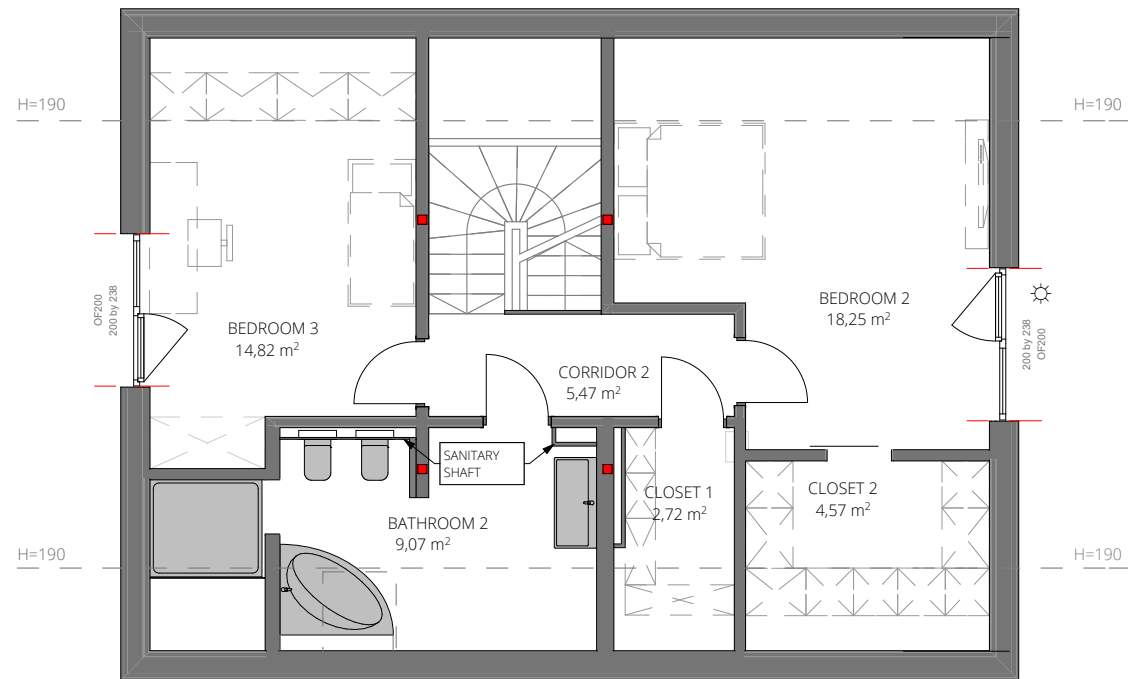 H=190
H=190
OF200
200 by 238
BEDROOM 3
14,82 m²
BEDROOM 2
18,25 m²
200 by 238
OF200
CORRIDOR 2
5,47 m²
SANITARY
SHAFT
CLOSET 1
2,72 m²
CLOSET 2
4,57 m²
BATHROOM 2
9,07 m²
H=190
H=190